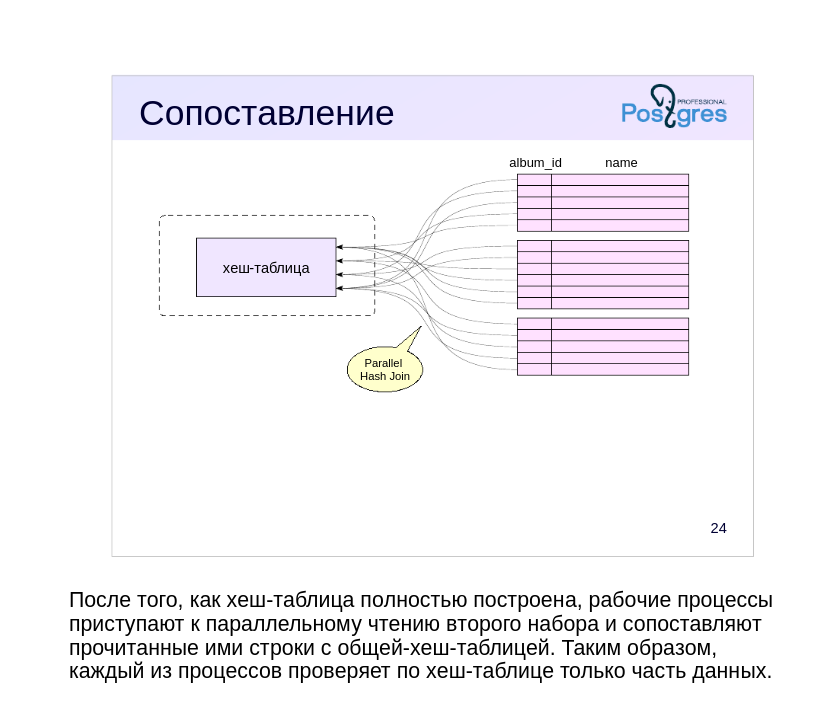 Сопоставление
PROFESSIONAL
Postgres
album_id name
хеш-таблица
Parallel
Hash Join
24
После того, как хеш-таблица полностью построена, рабочие процессы
приступают к параллельному чтению второго набора и сопоставляют
прочитанные ими строки с общей-хеш-таблицей. Таким образом,
каждый из процессов проверяет по хеш-таблице только часть данных.